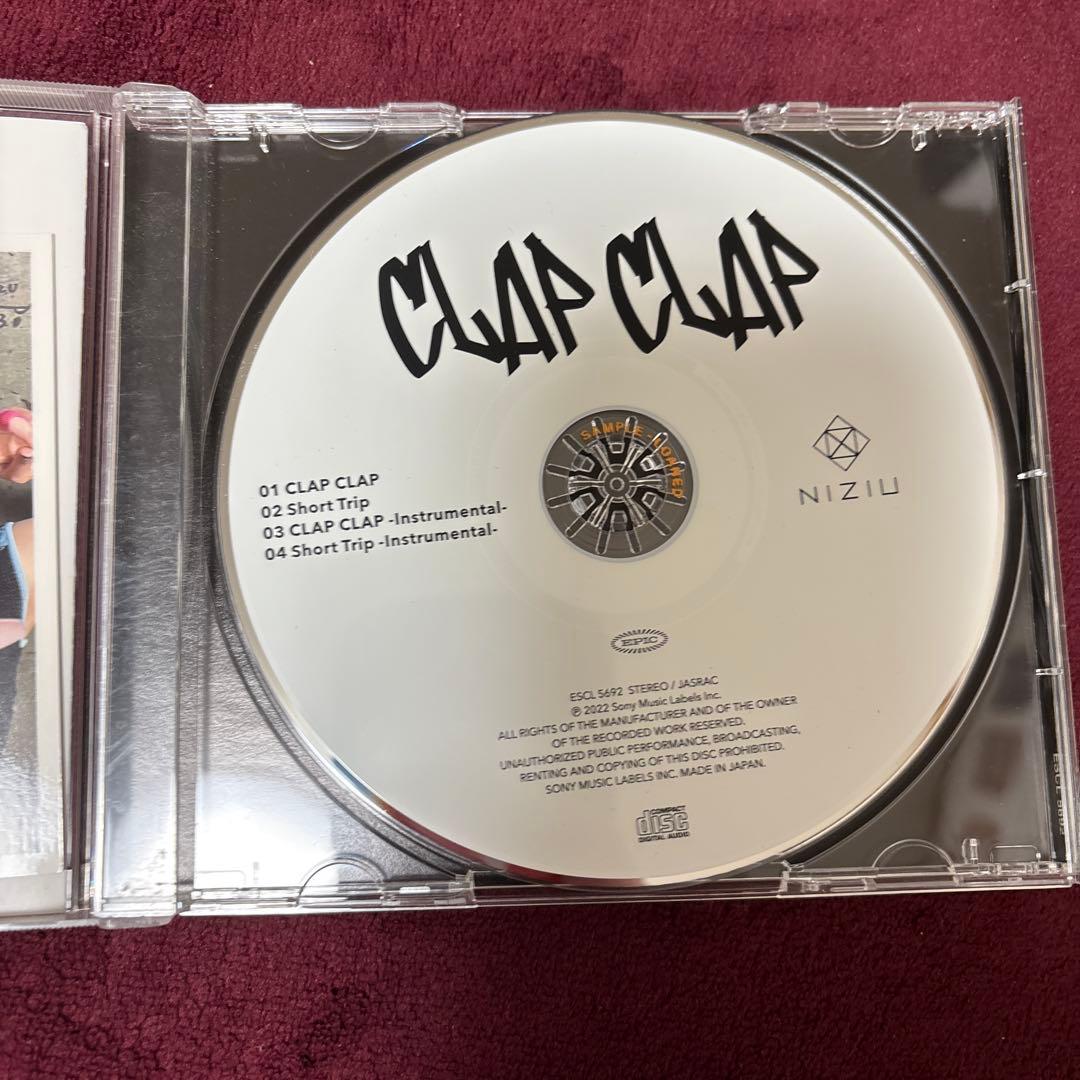 CLAP CLAP
SAMPLE LOANED
01 CLAP CLAP
02 Short Trip
03 CLAP CLAP -Instrumental-
04 Short Trip -Instrumental-
NIZIU
EPIC
ESCL 5692 STEREO / JASRAC
℗ 2022 Sony Music Labels Inc.
ALL RIGHTS OF THE MANUFACTURER AND OF THE OWNER
OF THE RECORDED WORK RESERVED.
UNAUTHORIZED PUBLIC PERFORMANCE, BROADCASTING,
RENTING AND COPYING OF THIS DISC PROHIBITED.
SONY MUSIC LABELS INC. MADE IN JAPAN.
COMPACT
disc
DIGITAL AUDIO
ESCL 5692